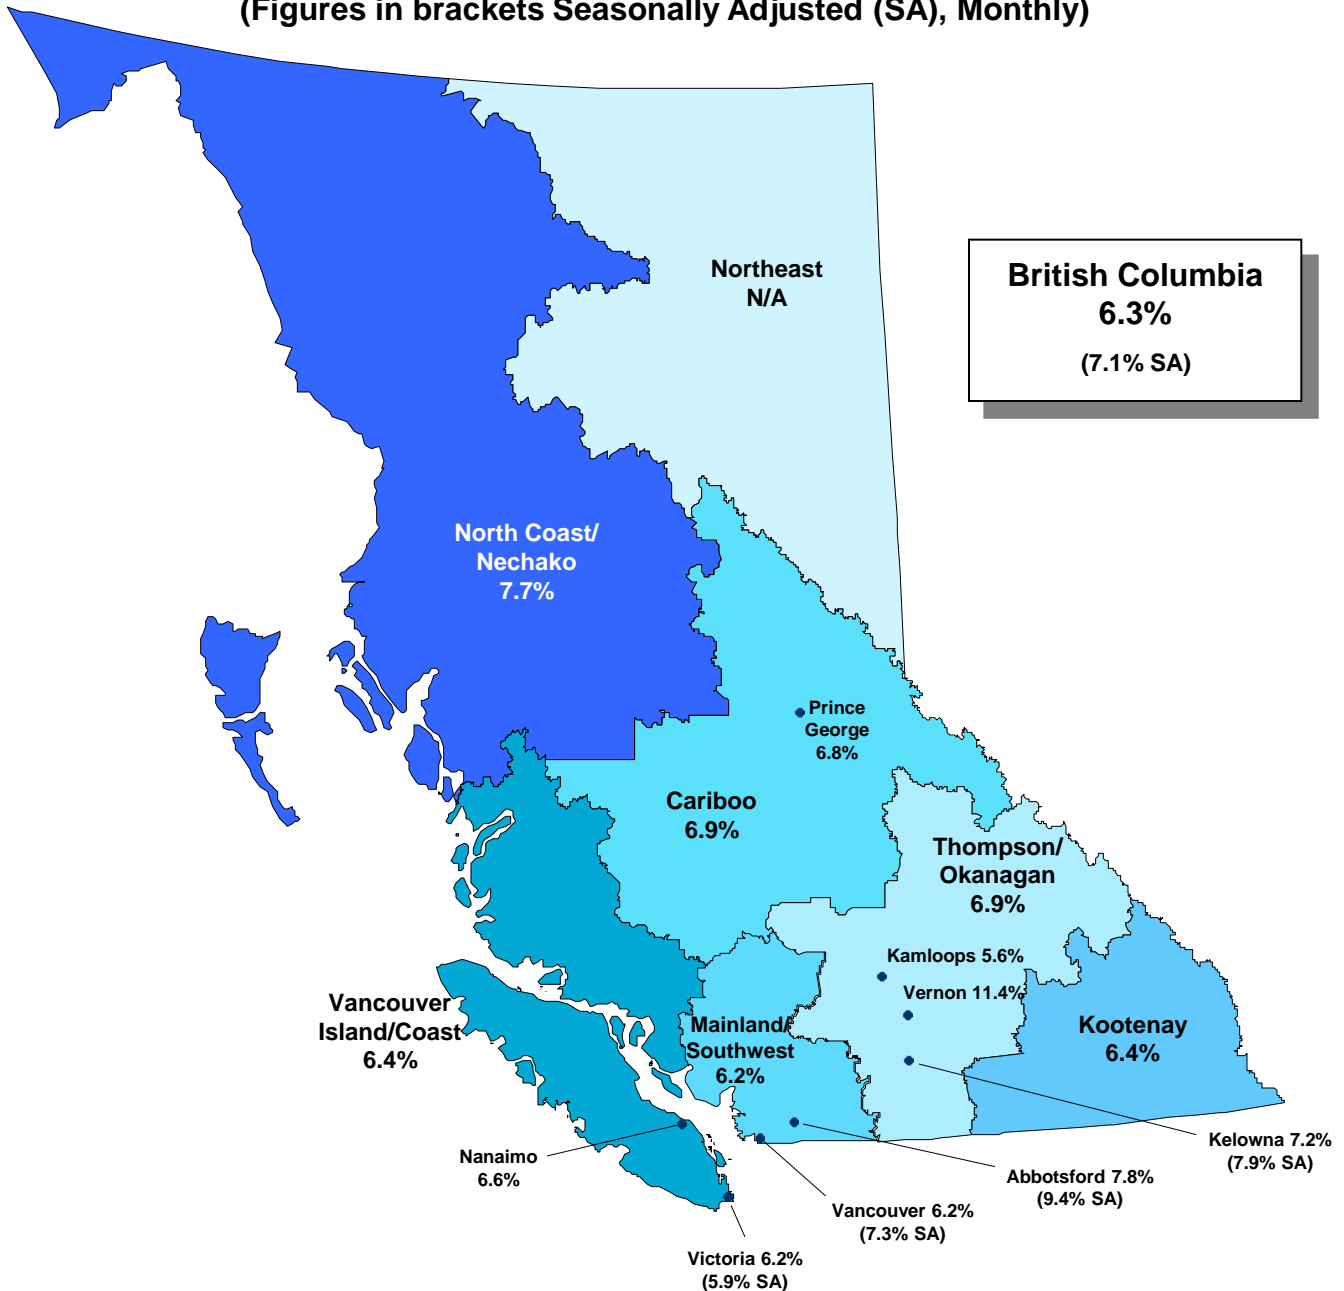 (Figures in brackets Seasonally Adjusted (SA), Monthly)
Northeast
N/A
British Columbia
6.3%
(7.1% SA)
North Coast/
Nechako
7.7%
Prince
George
6.8%
Cariboo
6.9%
Thompson/
Okanagan
6.9%
Kamloops 5.6%
Vernon 11.4%
Vancouver
Island/Coast
6.4%
Mainland/
Southwest
6.2%
Kootenay
6.4%
Nanaimo
6.6%
Kelowna 7.2%
(7.9% SA)
Abbotsford 7.8%
(9.4% SA)
Vancouver 6.2%
(7.3% SA)
Victoria 6.2%
(5.9% SA)